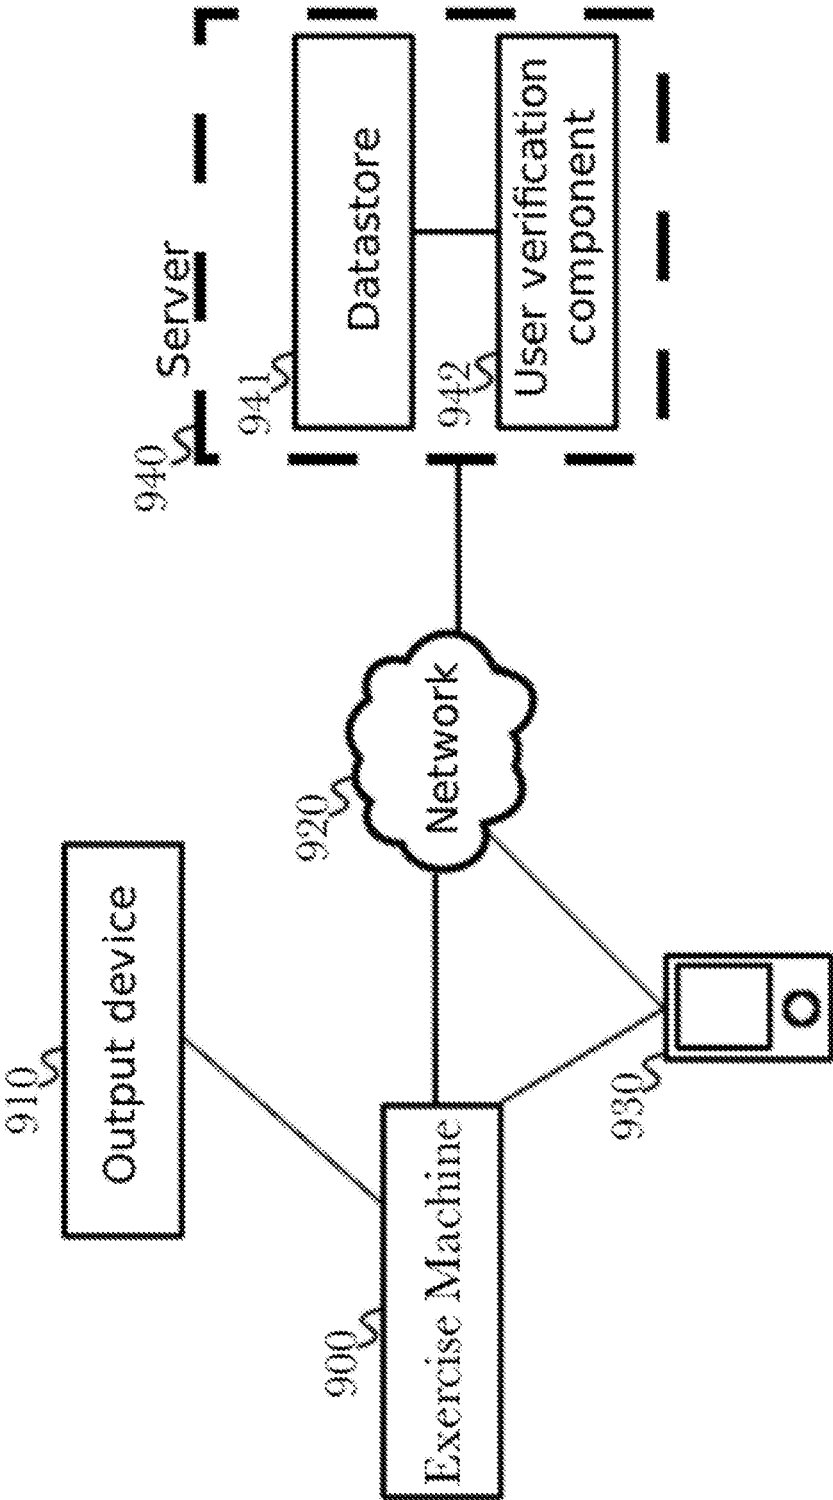 910
Output device
900
Exercise Machine
920
Network
930
940
Server
941
Datastore
942
User verification
component